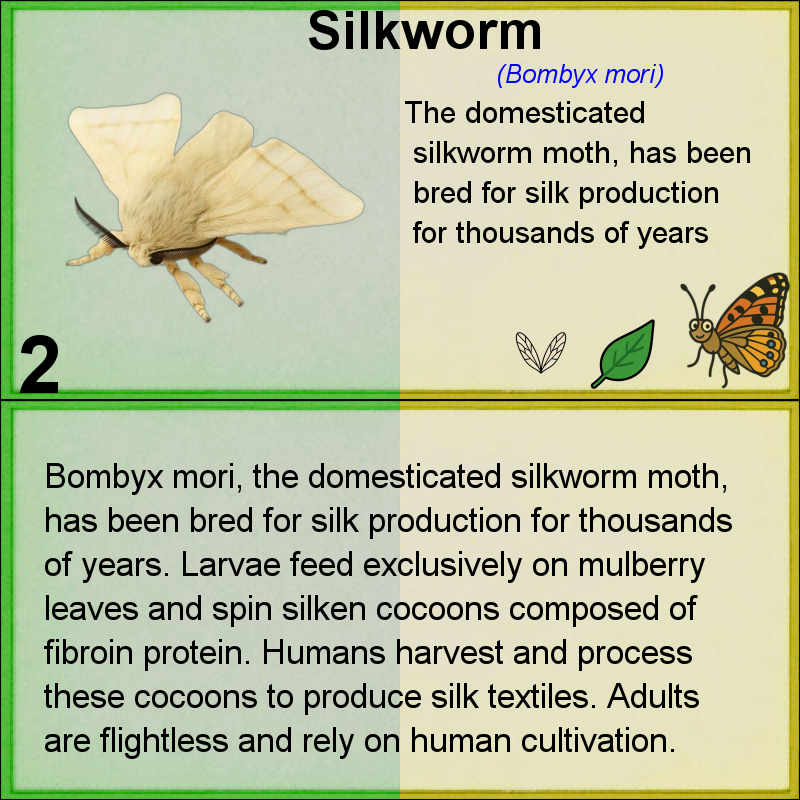 Silkworm
(Bombyx mori)
The domesticated
silkworm moth, has been
bred for silk production
for thousands of years
2
Bombyx mori, the domesticated silkworm moth,
has been bred for silk production for thousands
of years. Larvae feed exclusively on mulberry
leaves and spin silken cocoons composed of
fibroin protein. Humans harvest and process
these cocoons to produce silk textiles. Adults
are flightless and rely on human cultivation.